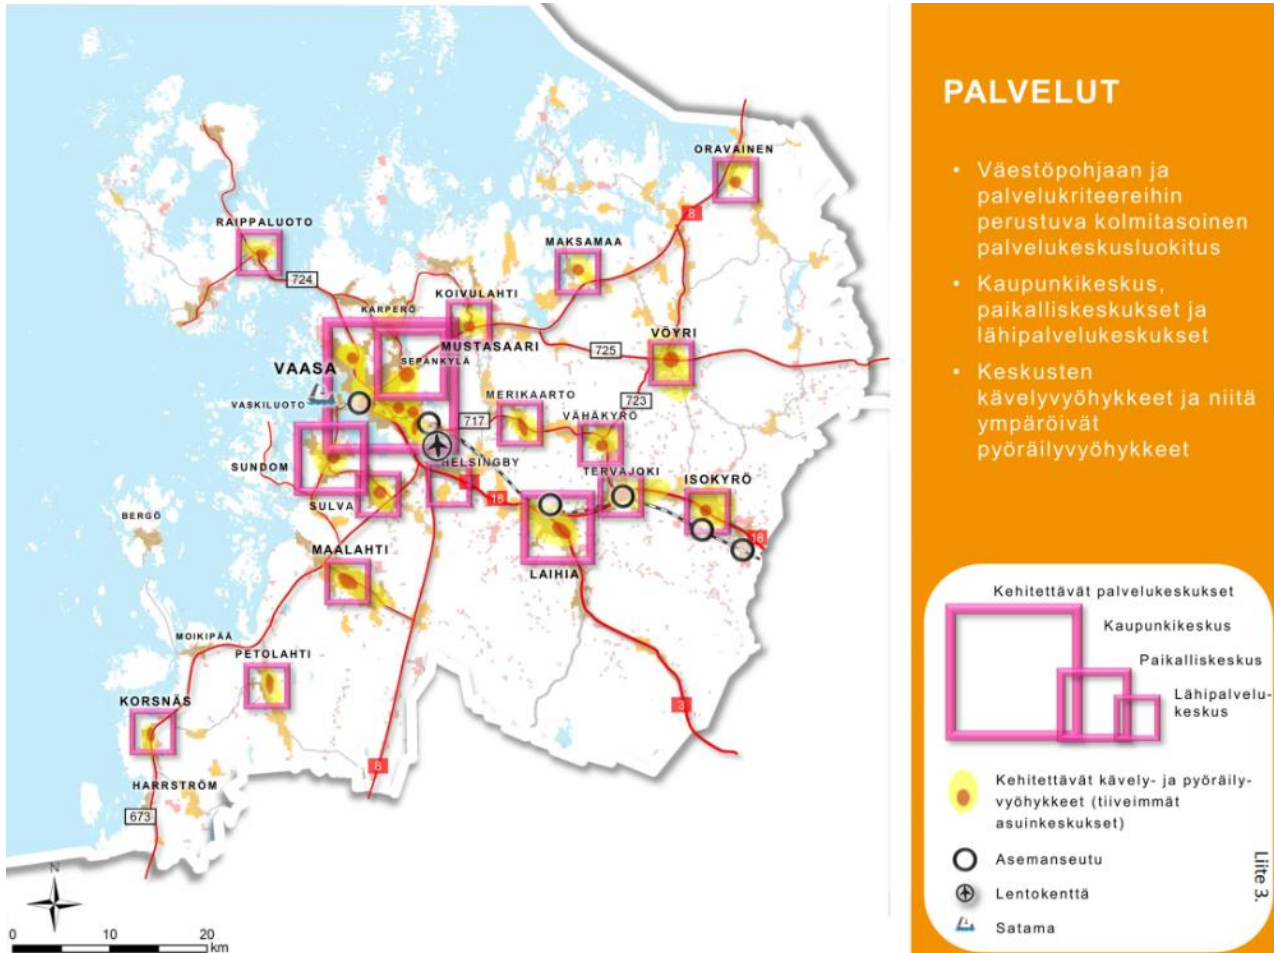 ORAVAINEN
8
RAIPPALUOTO
MAKSAMAA
724
KOIVULAHTI
KARPERÖ
VÖYRI
MUSTASAARI
725
SEPÄNKYLÄ
VAASA
VASKILUOTO
MERIKAARTO
723
VÄHÄKYRÖ
717
SUNDOM
HELSINGBY
TERVAJOKI
ISOKYRÖ
18
SULVA
BERGÖ
18
MAALAHTI
LAIHIA
MOIKIPÄÄ
PETOLAHTI
KORSNÄS
3
8
HARRSTRÖM
673
N
0 10 20
km
PALVELUT
• Väestöpohjaan ja
palvelukriteereihin
perustuva kolmitasoinen
palvelukeskusluokitus
• Kaupunkikeskus,
paikalliskeskukset ja
lähipalvelukeskukset
• Keskusten
kävelyvyöhykkeet ja niitä
ympäröivät
pyöräilyvyöhykkeet
Kehitettävät palvelukeskukset
Kaupunkikeskus
Paikalliskeskus
Lähipalvelu-
keskus
Kehitettävät kävely- ja pyöräily-
vyöhykkeet (tiiveimmät
asuinkeskukset)
Asemanseutu
Lentokenttä
Satama
Liite 3.